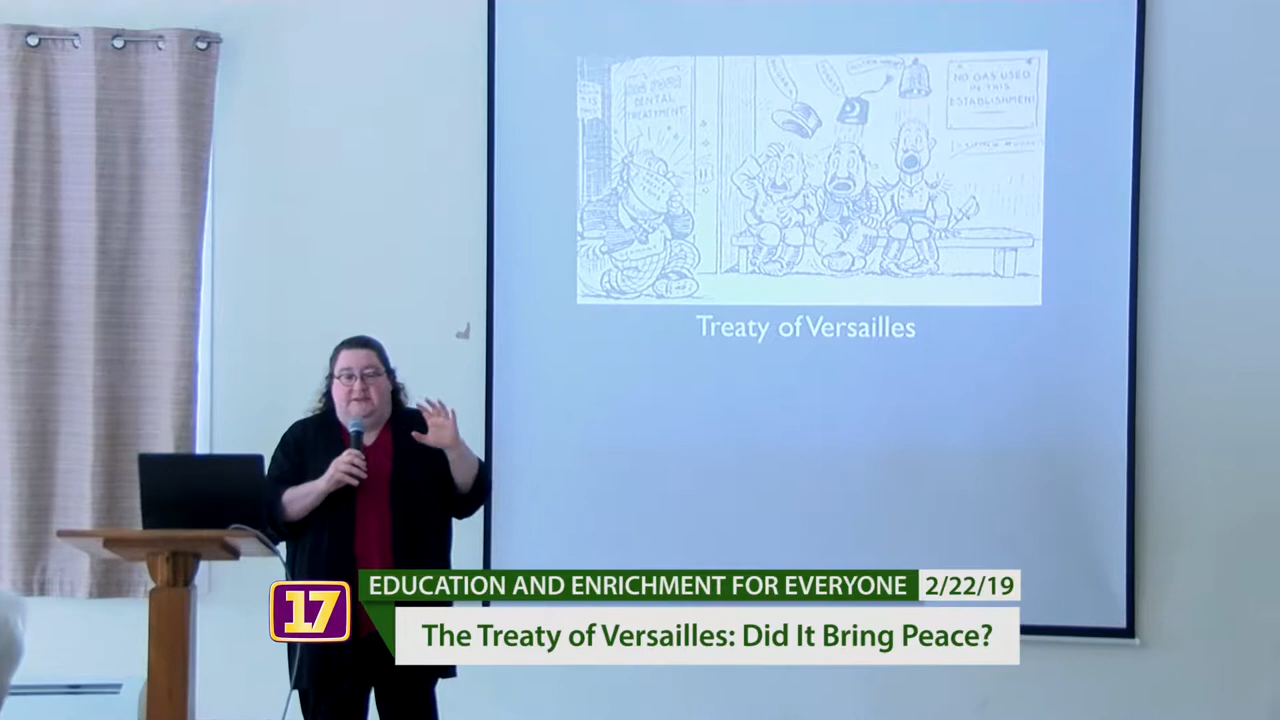 DENTAL
TREATMENT
NO GAS USED
IN THIS
ESTABLISHMENT
Treaty of Versailles
17
EDUCATION AND ENRICHMENT FOR EVERYONE
2/22/19
The Treaty of Versailles: Did It Bring Peace?